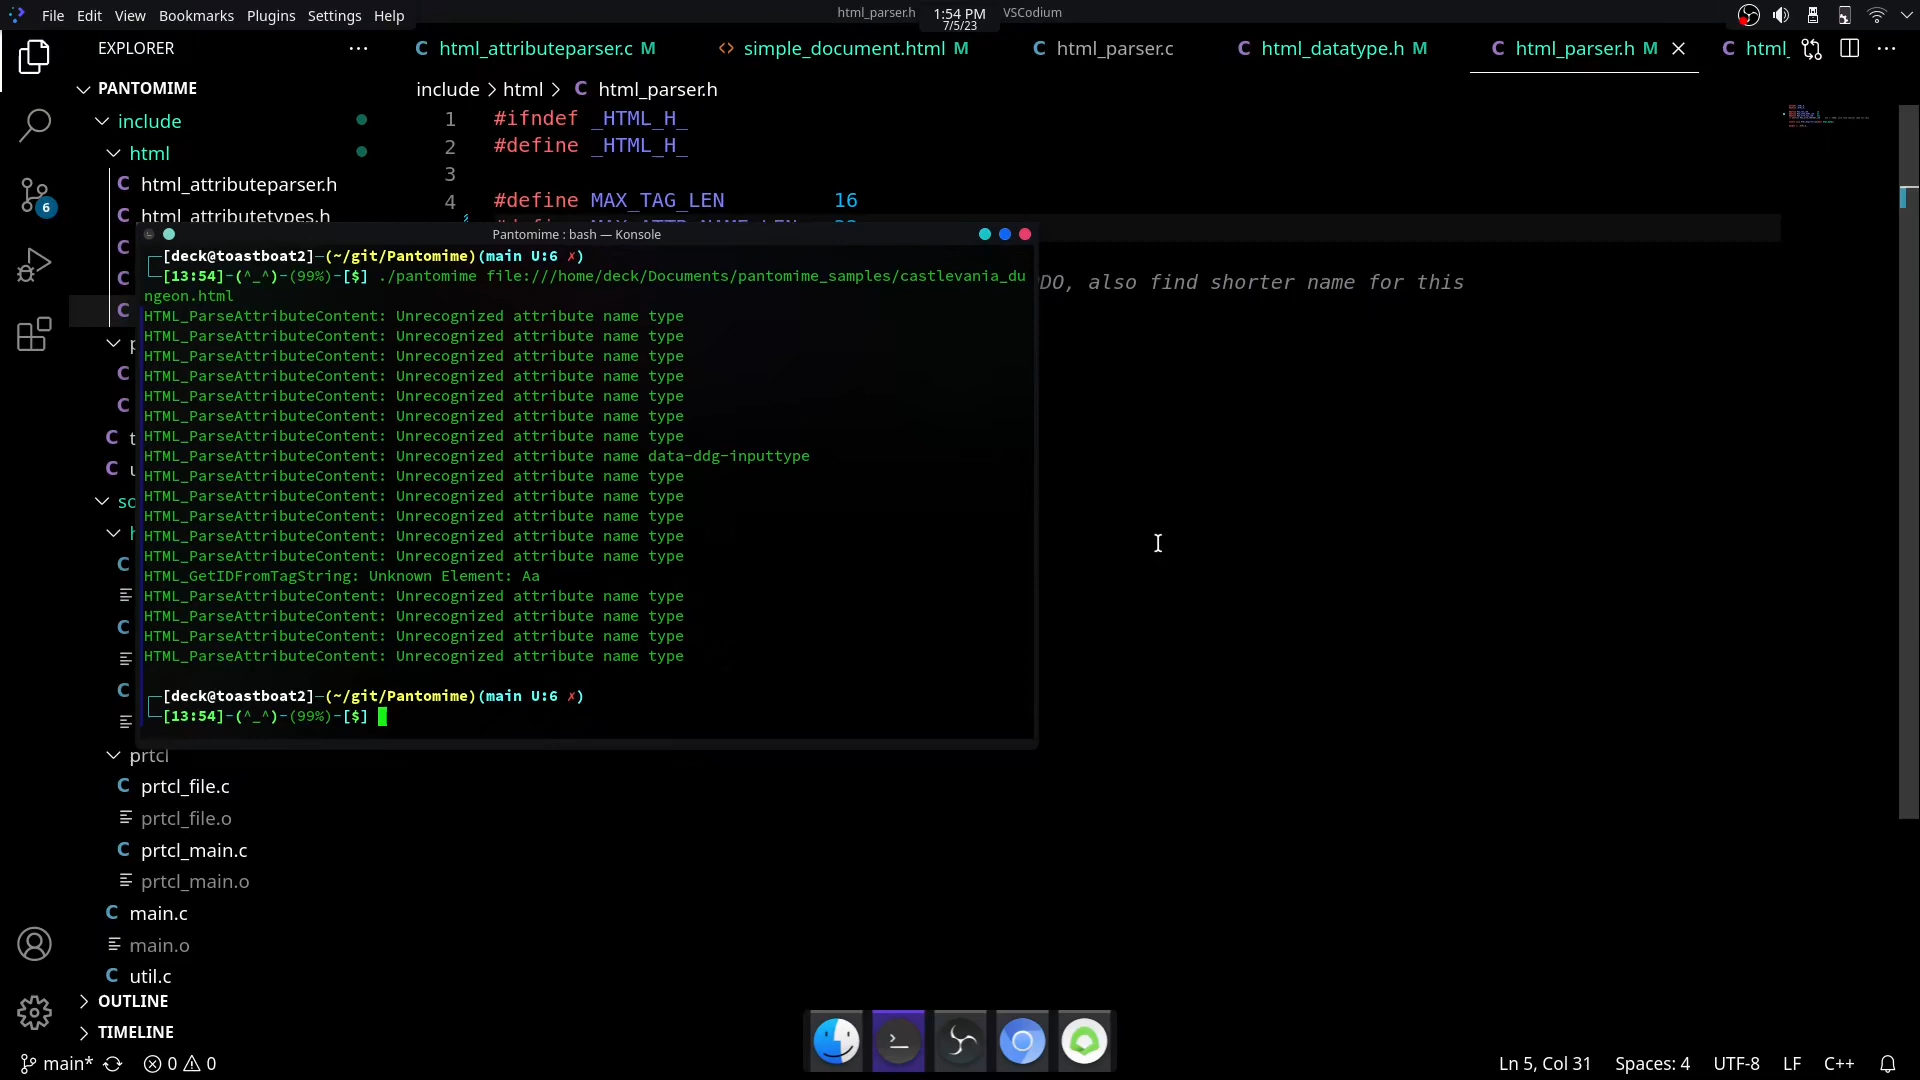 File Edit View Bookmarks Plugins Settings Help
html_parser.h
1:54 PM
7/5/23
VSCodium
EXPLORER
html_attributeparser.c M
simple_document.html M
html_parser.c
html_datatype.h M
html_parser.h M
html_
PANTOMIME
include
html
html_attributeparser.h
html_attributetypes.h
include > html > C html_parser.h
1 #ifndef _HTML_H_
2 #define _HTML_H_
3
4 #define MAX_TAG_LEN 16
DO, also find shorter name for this
Pantomime : bash — Konsole
[deck@toastboat2]-(~/git/Pantomime)(main U:6 ✗)
[13:54]-(^_^)-(99%)-[$] ./pantomime file:///home/deck/Documents/pantomime_samples/castlevania_du
ngeon.html
HTML_ParseAttributeContent: Unrecognized attribute name type
HTML_ParseAttributeContent: Unrecognized attribute name type
HTML_ParseAttributeContent: Unrecognized attribute name type
HTML_ParseAttributeContent: Unrecognized attribute name type
HTML_ParseAttributeContent: Unrecognized attribute name type
HTML_ParseAttributeContent: Unrecognized attribute name type
HTML_ParseAttributeContent: Unrecognized attribute name type
HTML_ParseAttributeContent: Unrecognized attribute name data-ddg-inputtype
HTML_ParseAttributeContent: Unrecognized attribute name type
HTML_ParseAttributeContent: Unrecognized attribute name type
HTML_ParseAttributeContent: Unrecognized attribute name type
HTML_ParseAttributeContent: Unrecognized attribute name type
HTML_ParseAttributeContent: Unrecognized attribute name type
HTML_GetIDFromTagString: Unknown Element: Aa
HTML_ParseAttributeContent: Unrecognized attribute name type
HTML_ParseAttributeContent: Unrecognized attribute name type
HTML_ParseAttributeContent: Unrecognized attribute name type
HTML_ParseAttributeContent: Unrecognized attribute name type
[deck@toastboat2]-(~/git/Pantomime)(main U:6 ✗)
[13:54]-(^_^)-(99%)-[$]
6
prtcl
prtcl_file.c
prtcl_file.o
prtcl_main.c
prtcl_main.o
main.c
main.o
util.c
OUTLINE
TIMELINE
main* 0 0
Ln 5, Col 31 Spaces: 4 UTF-8 LF C++